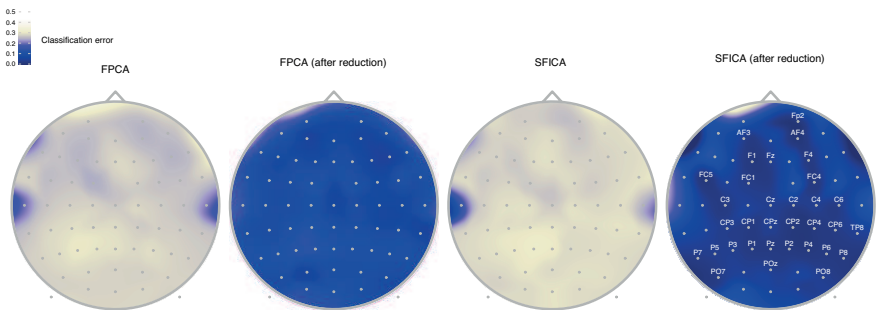 0.5
0.4
0.3
0.2
0.1
0.0
Classification error
FPCA
FPCA (after reduction)
SFICA
SFICA (after reduction)
Fp2
AF3 AF4
F1 Fz F4
FC5 FC1 FC4
C3 Cz C2 C4 C6
CP3 CP1 CPz CP2 CP4 CP6 TP8
P7 P5 P3 P1 Pz P2 P4 P6 P8
POz
PO7 PO8